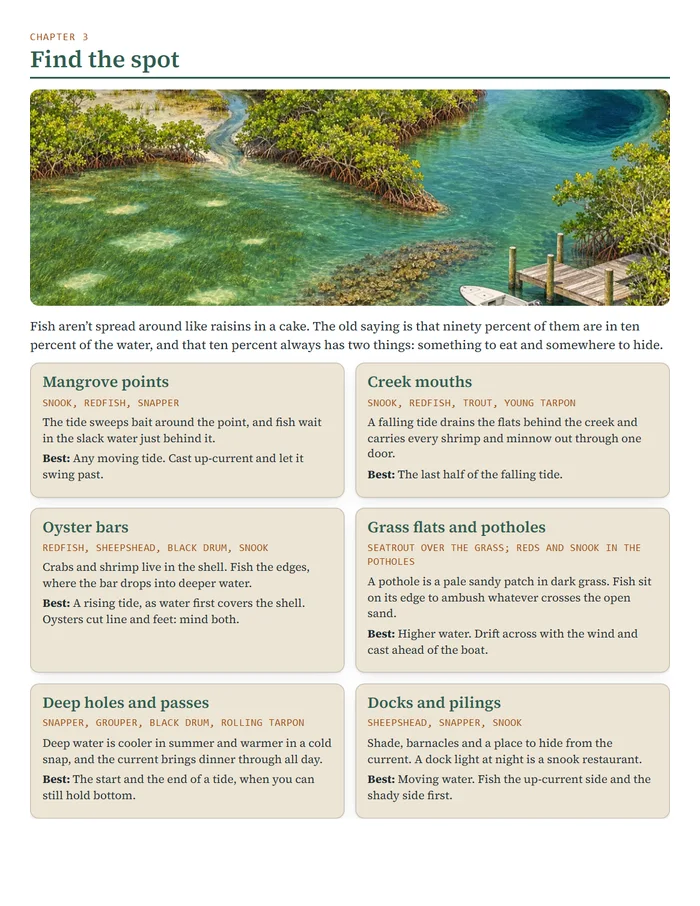 CHAPTER 3
Find the spot
Fish aren’t spread around like raisins in a cake. The old saying is that ninety percent of them are in ten
percent of the water, and that ten percent always has two things: something to eat and somewhere to hide.
Mangrove points
SNOOK, REDFISH, SNAPPER
The tide sweeps bait around the point, and fish wait
in the slack water just behind it.
Best: Any moving tide. Cast up-current and let it
swing past.
Creek mouths
SNOOK, REDFISH, TROUT, YOUNG TARPON
A falling tide drains the flats behind the creek and
carries every shrimp and minnow out through one
door.
Best: The last half of the falling tide.
Oyster bars
REDFISH, SHEEPSHEAD, BLACK DRUM, SNOOK
Crabs and shrimp live in the shell. Fish the edges,
where the bar drops into deeper water.
Best: A rising tide, as water first covers the shell.
Oysters cut line and feet: mind both.
Grass flats and potholes
SEATROUT OVER THE GRASS; REDS AND SNOOK IN THE
POTHOLES
A pothole is a pale sandy patch in dark grass. Fish sit
on its edge to ambush whatever crosses the open
sand.
Best: Higher water. Drift across with the wind and
cast ahead of the boat.
Deep holes and passes
SNAPPER, GROUPER, BLACK DRUM, ROLLING TARPON
Deep water is cooler in summer and warmer in a cold
snap, and the current brings dinner through all day.
Best: The start and the end of a tide, when you can
still hold bottom.
Docks and pilings
SHEEPSHEAD, SNAPPER, SNOOK
Shade, barnacles and a place to hide from the
current. A dock light at night is a snook restaurant.
Best: Moving water. Fish the up-current side and the
shady side first.